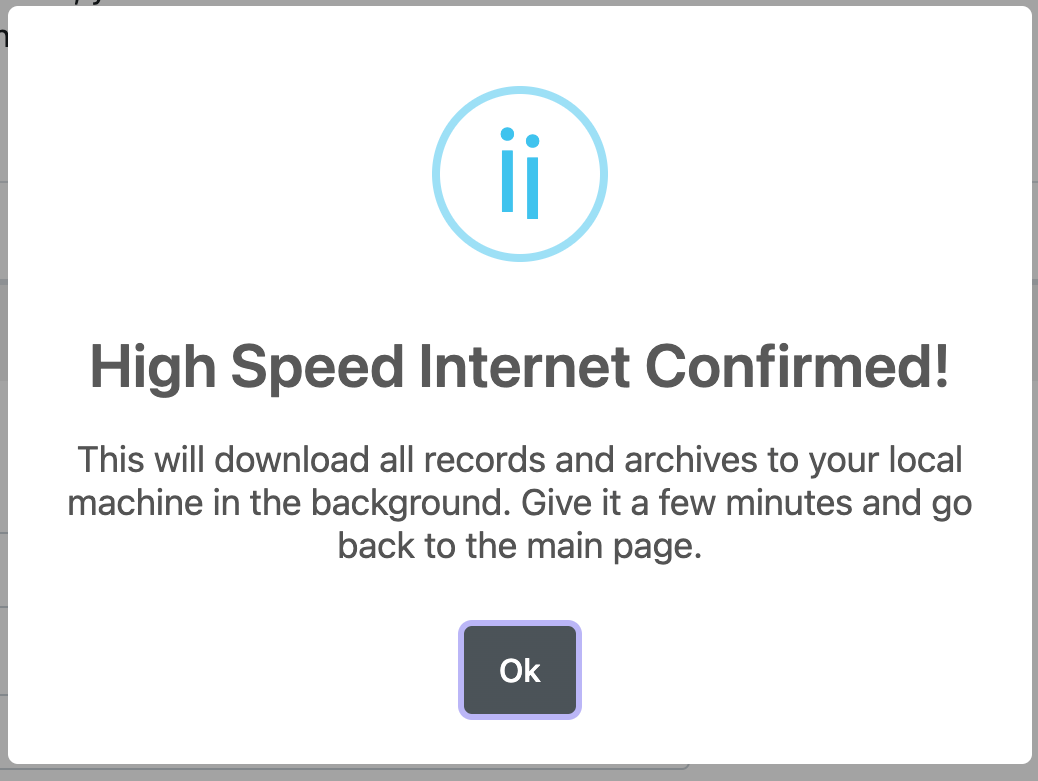 ii
High Speed Internet Confirmed!
This will download all records and archives to your local
machine in the background. Give it a few minutes and go
back to the main page.
Ok